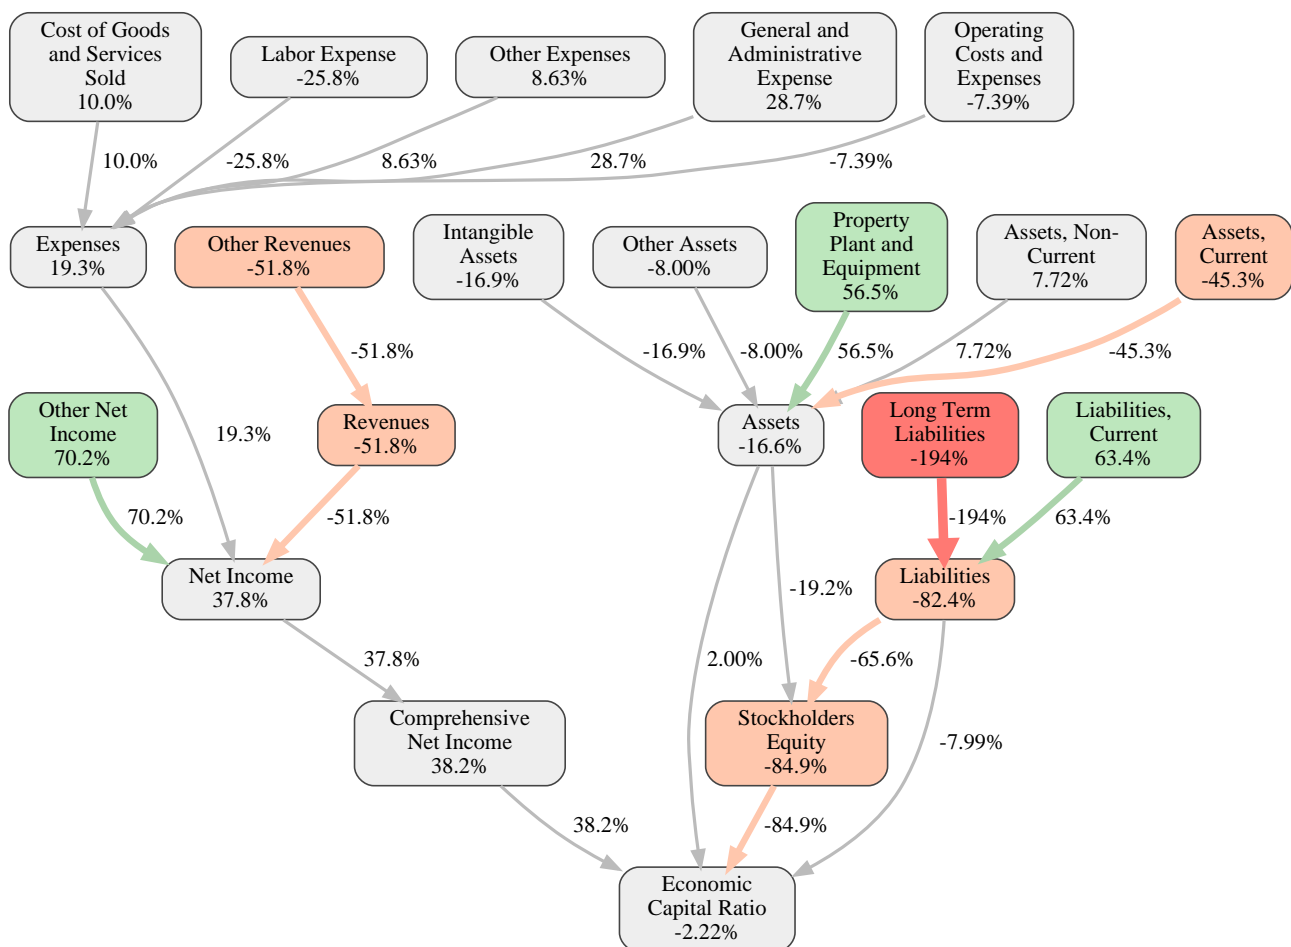 Cost of Goods
and Services
Sold
10.0%
Labor Expense
-25.8%
Other Expenses
8.63%
General and
Administrative
Expense
28.7%
Operating
Costs and
Expenses
-7.39%
10.0%
-25.8%
8.63%
28.7%
-7.39%
Expenses
19.3%
Other Revenues
-51.8%
Intangible
Assets
-16.9%
Other Assets
-8.00%
Property
Plant and
Equipment
56.5%
Assets, Non-
Current
7.72%
Assets,
Current
-45.3%
-51.8%
-16.9%
-8.00%
56.5%
7.72%
-45.3%
Other Net
Income
70.2%
19.3%
Revenues
-51.8%
Assets
-16.6%
Long Term
Liabilities
-194%
Liabilities,
Current
63.4%
70.2%
-51.8%
-194%
63.4%
Net Income
37.8%
-19.2%
Liabilities
-82.4%
37.8%
2.00%
-65.6%
Comprehensive
Net Income
38.2%
Stockholders
Equity
-84.9%
-7.99%
38.2%
-84.9%
Economic
Capital Ratio
-2.22%